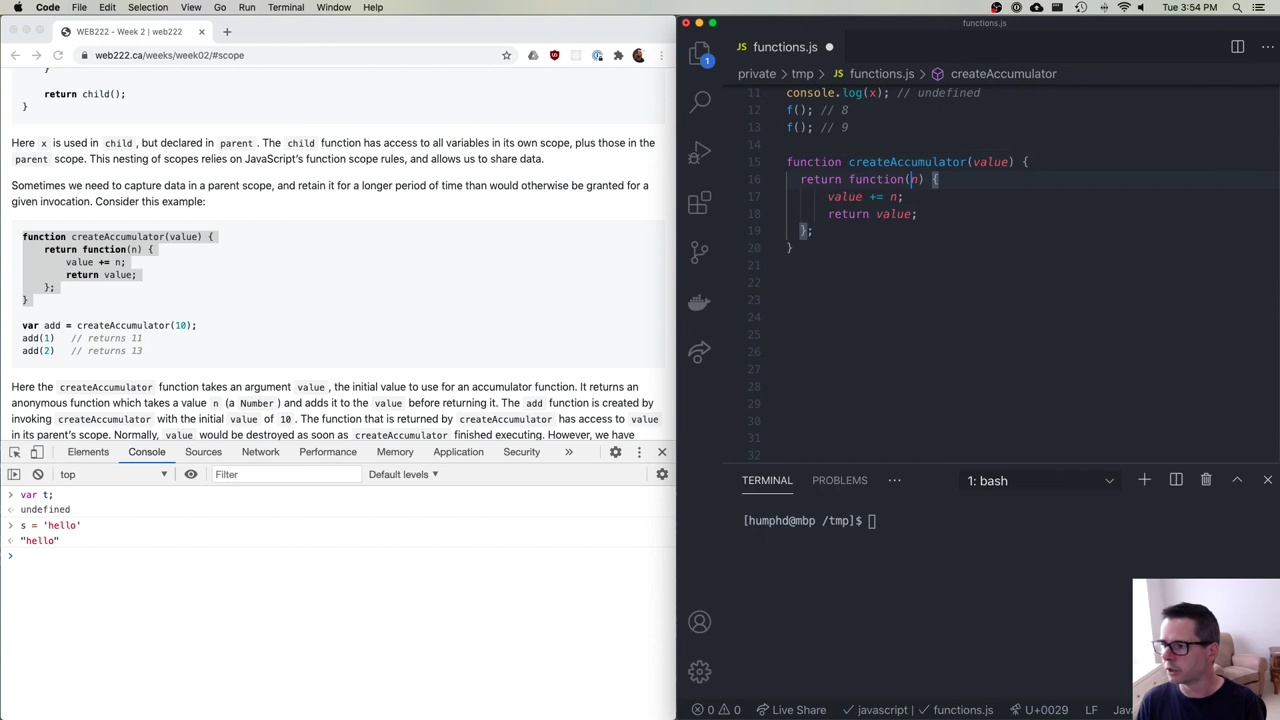 Code File Edit Selection View Go Run Terminal Window Help
Tue 3:54 PM
WEB222 - Week 2 | web222
web222.ca/weeks/week02/#scope
}
return child();
}
Here x is used in child , but declared in parent . The child function has access to all variables in its own scope, plus those in the
parent scope. This nesting of scopes relies on JavaScript's function scope rules, and allows us to share data.
Sometimes we need to capture data in a parent scope, and retain it for a longer period of time than would otherwise be granted for a
given invocation. Consider this example:
function createAccumulator(value) {
return function(n) {
value += n;
return value;
};
}
var add = createAccumulator(10);
add(1) // returns 11
add(2) // returns 13
Here the createAccumulator function takes an argument value , the initial value to use for an accumulator function. It returns an
anonymous function which takes a value n (a Number ) and adds it to the value before returning it. The add function is created by
invoking createAccumulator with the initial value of 10 . The function that is returned by createAccumulator has access to value
in its parent's scope. Normally, value would be destroyed as soon as createAccumulator finished executing. However, we have
Elements Console Sources Network Performance Memory Application Security »
top Filter Default levels
> var t;
undefined
> s = 'hello'
"hello"
>
functions.js
functions.js
1
private > tmp > functions.js > createAccumulator
11 console.log(x); // undefined
12 f(); // 8
13 f(); // 9
14
15 function createAccumulator(value) {
16 return function(n) {
17 value += n;
18 return value;
19 };
20 }
21
22
23
24
25
26
27
28
29
30
31
32
TERMINAL PROBLEMS ... 1: bash
[humphd@mbp /tmp]$
0 0 Live Share javascript | functions.js U+0029 LF